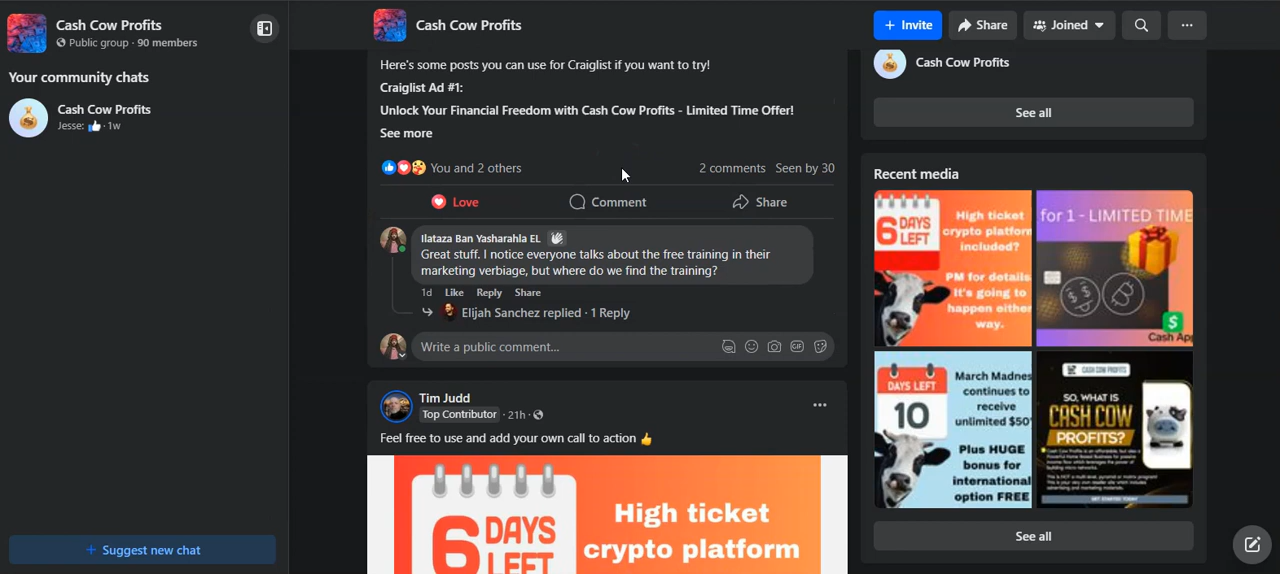 Cash Cow Profits
Public group · 90 members
Your community chats
Cash Cow Profits
Jesse: 👍 · 1w
+ Suggest new chat
Cash Cow Profits
+ Invite
Share
Joined
Here's some posts you can use for Craiglist if you want to try!
Craiglist Ad #1:
Unlock Your Financial Freedom with Cash Cow Profits - Limited Time Offer!
See more
You and 2 others
2 comments Seen by 30
Love
Comment
Share
Ilataza Ban Yasharahla EL
Great stuff. I notice everyone talks about the free training in their
marketing verbiage, but where do we find the training?
1d Like Reply Share
Elijah Sanchez replied · 1 Reply
Write a public comment...
GIF
Tim Judd
Top Contributor · 21h ·
Feel free to use and add your own call to action 👍
6 DAYS
LEFT
High ticket
crypto platform
Cash Cow Profits
See all
Recent media
6 DAYS
LEFT
High ticket
crypto platform
included?
PM for details.
It's going to
happen either
way.
for 1 - LIMITED TIME
Cash App
DAYS LEFT
10
March Madnes
continues to
receive
unlimited $50
Plus HUGE
bonus for
international
option FREE
CASH COW PROFITS
SO, WHAT IS
CASH COW
PROFITS?
See all